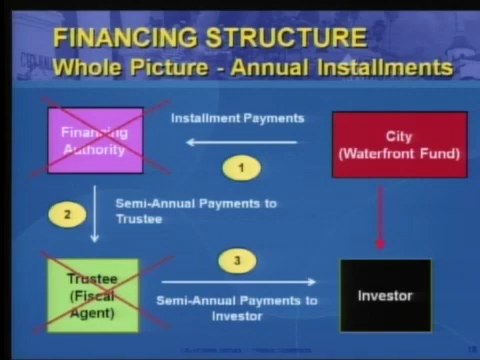 FINANCING STRUCTURE
Whole Picture - Annual Installments
Financing
Authority
Installment Payments
City
(Waterfront Fund)
1
2
Semi-Annual Payments to
Trustee
3
Trustee
(Fiscal
Agent)
Semi-Annual Payments to
Investor
Investor